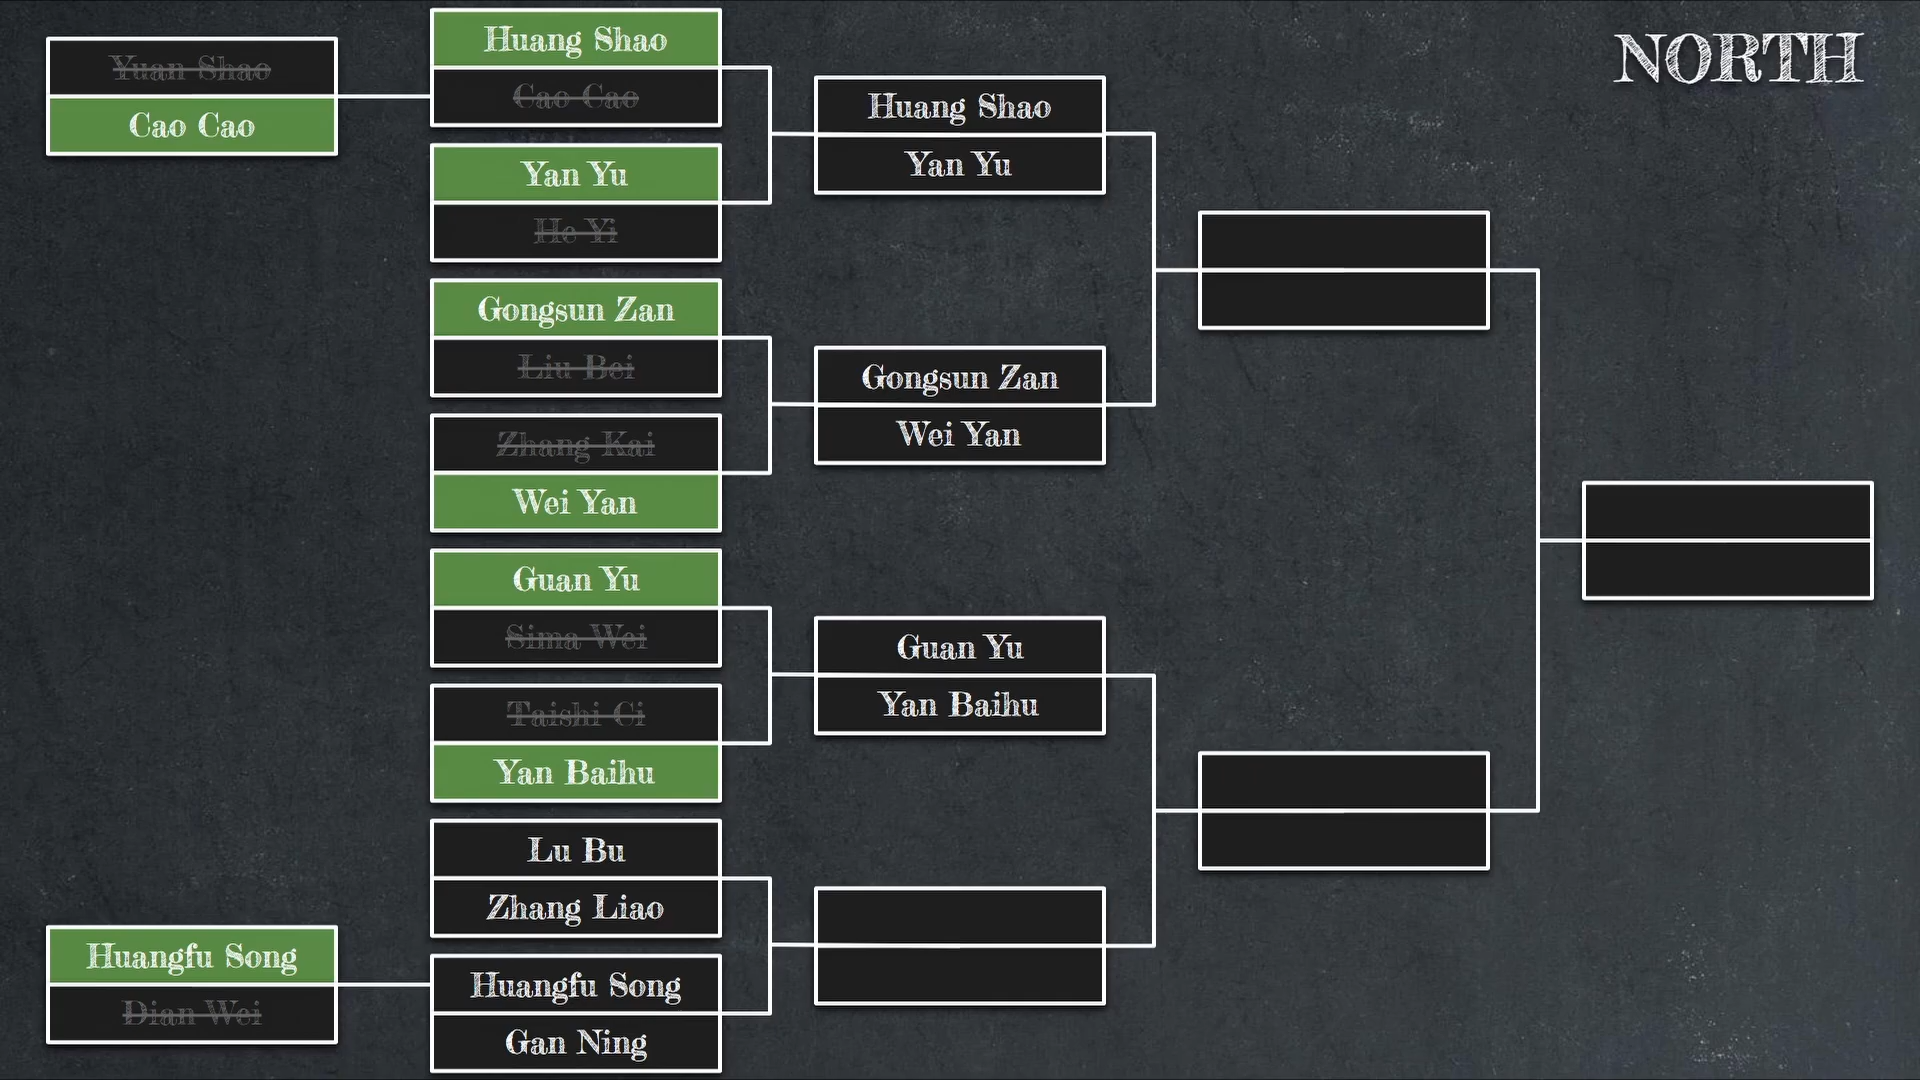 NORTH
Yuan Shao
Cao Cao
Huangfu Song
Dian Wei
Huang Shao
Cao Cao
Yan Yu
He Yi
Gongsun Zan
Liu Bei
Zhang Kai
Wei Yan
Guan Yu
Sima Wei
Taishi Ci
Yan Baihu
Lu Bu
Zhang Liao
Huangfu Song
Gan Ning
Huang Shao
Yan Yu
Gongsun Zan
Wei Yan
Guan Yu
Yan Baihu